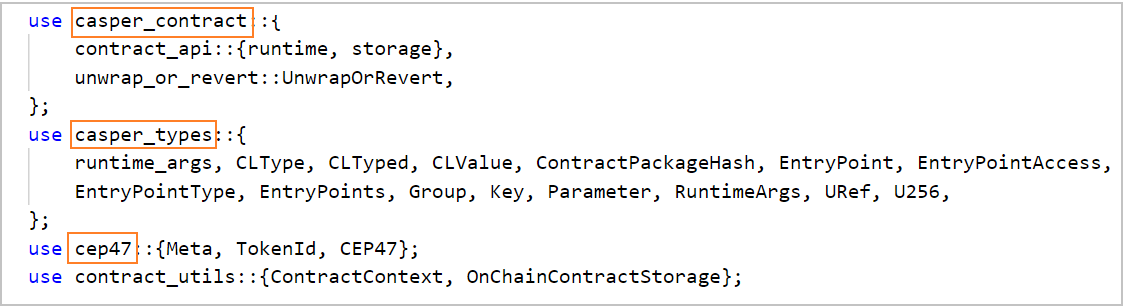 use casper_contract::{
    contract_api::{runtime, storage},
    unwrap_or_revert::UnwrapOrRevert,
};
use casper_types::{
    runtime_args, CLType, CLTyped, CLValue, ContractPackageHash, EntryPoint, EntryPointAccess,
    EntryPointType, EntryPoints, Group, Key, Parameter, RuntimeArgs, URef, U256,
};
use cep47::{Meta, TokenId, CEP47};
use contract_utils::{ContractContext, OnChainContractStorage};